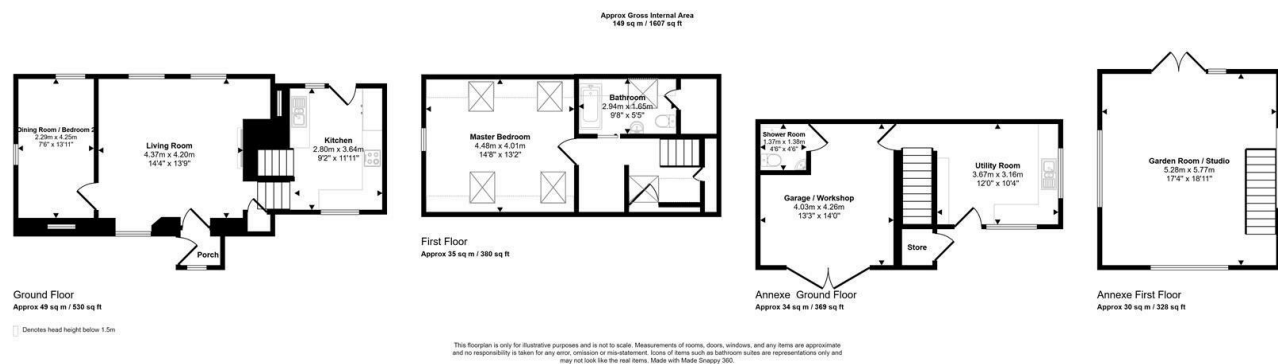 Approx Gross Internal Area
149 sq m / 1607 sq ft
Dining Room / Bedroom 2
2.29m x 4.25m
7'6" x 13'11"
Living Room
4.37m x 4.20m
14'4" x 13'9"
Kitchen
2.80m x 3.64m
9'2" x 11'11"
Porch
Ground Floor
Approx 49 sq m / 530 sq ft
Denotes head height below 1.5m
Master Bedroom
4.48m x 4.01m
14'8" x 13'2"
Bathroom
2.94m x 1.65m
9'8" x 5'5"
First Floor
Approx 35 sq m / 380 sq ft
Shower Room
1.37m x 1.38m
4'6" x 4'6"
Garage / Workshop
4.03m x 4.26m
13'3" x 14'0"
Utility Room
3.67m x 3.16m
12'0" x 10'4"
Store
Annexe Ground Floor
Approx 34 sq m / 369 sq ft
Garden Room / Studio
5.28m x 5.77m
17'4" x 18'11"
Annexe First Floor
Approx 30 sq m / 328 sq ft
This floorplan is only for illustrative purposes and is not to scale. Measurements of rooms, doors, windows, and any items are approximate
and no responsibility is taken for any error, omission or mis-statement. Icons of items such as bathroom suites are representations only and
may not look like the real items. Made with Made Snappy 360.